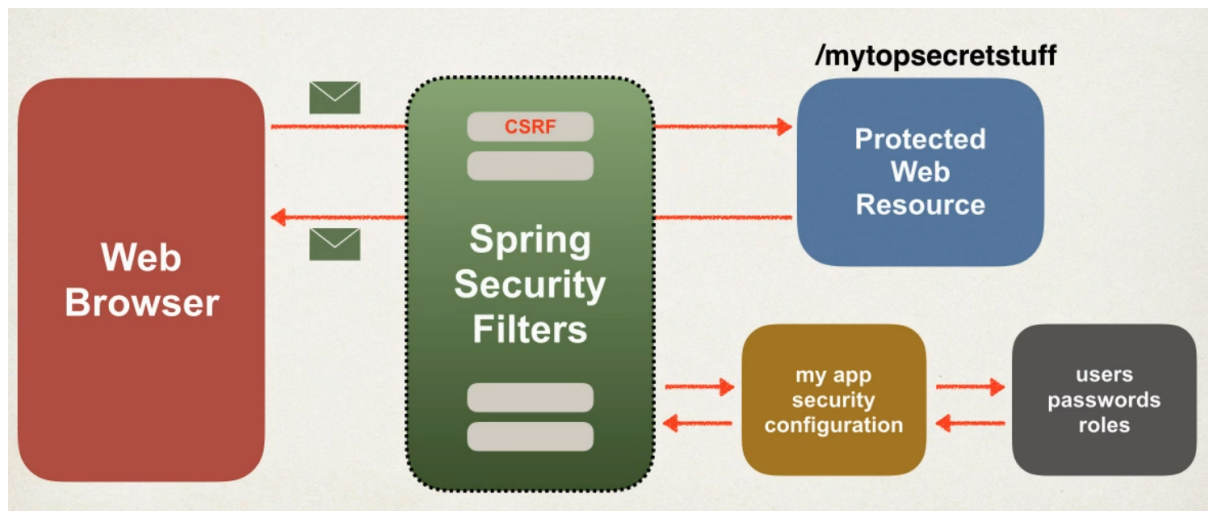 /mytopsecretstuff
CSRF
Protected
Web
Resource
Web
Browser
Spring
Security
Filters
my app
security
configuration
users
passwords
roles